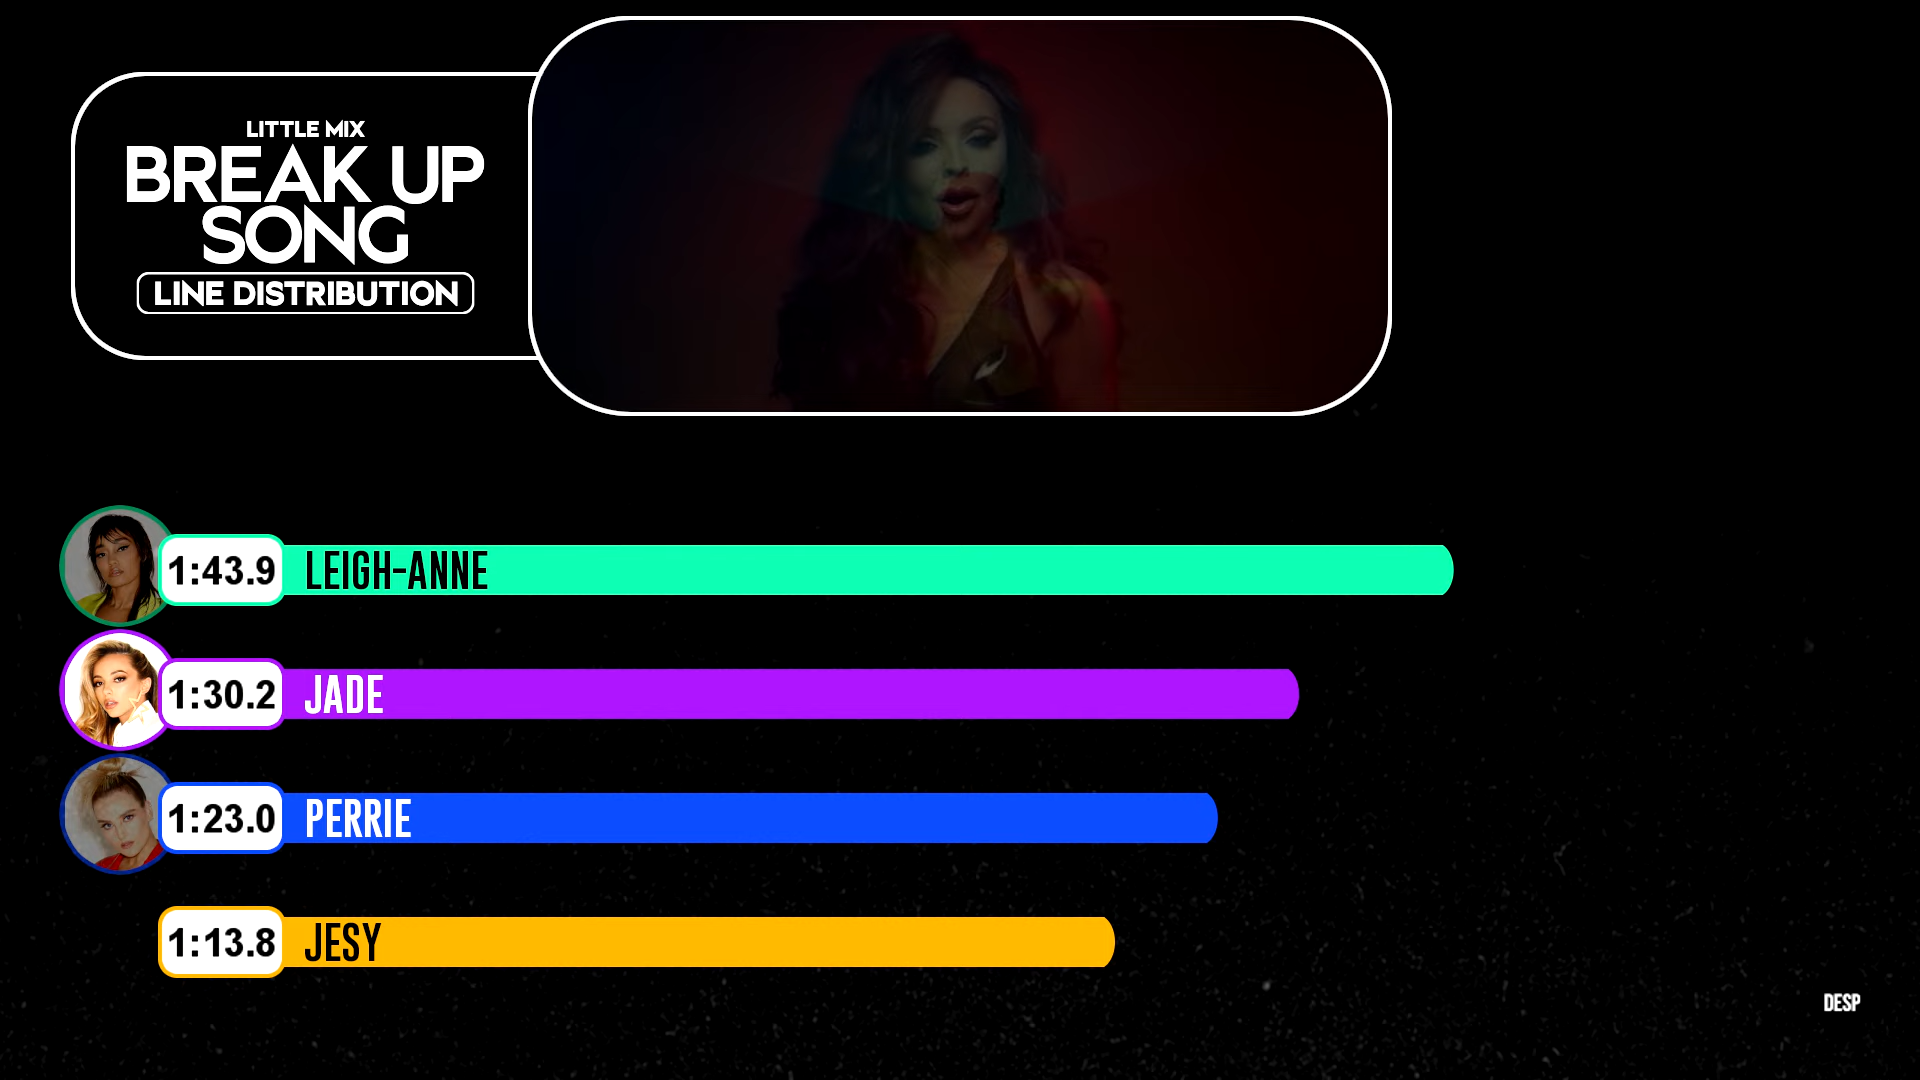 LITTLE MIX
BREAK UP
SONG
LINE DISTRIBUTION
1:43.9 LEIGH-ANNE
1:30.2 JADE
1:23.0 PERRIE
1:13.8 JESY
DESP